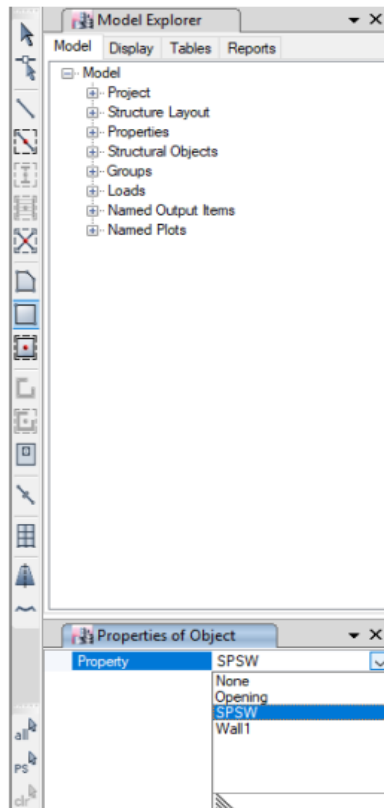 Model Explorer
Model Display Tables Reports
Model
Project
Structure Layout
Properties
Structural Objects
Groups
Loads
Named Output Items
Named Plots
Properties of Object
Property SPSW
None
Opening
SPSW
Wall1
all
PS
clr